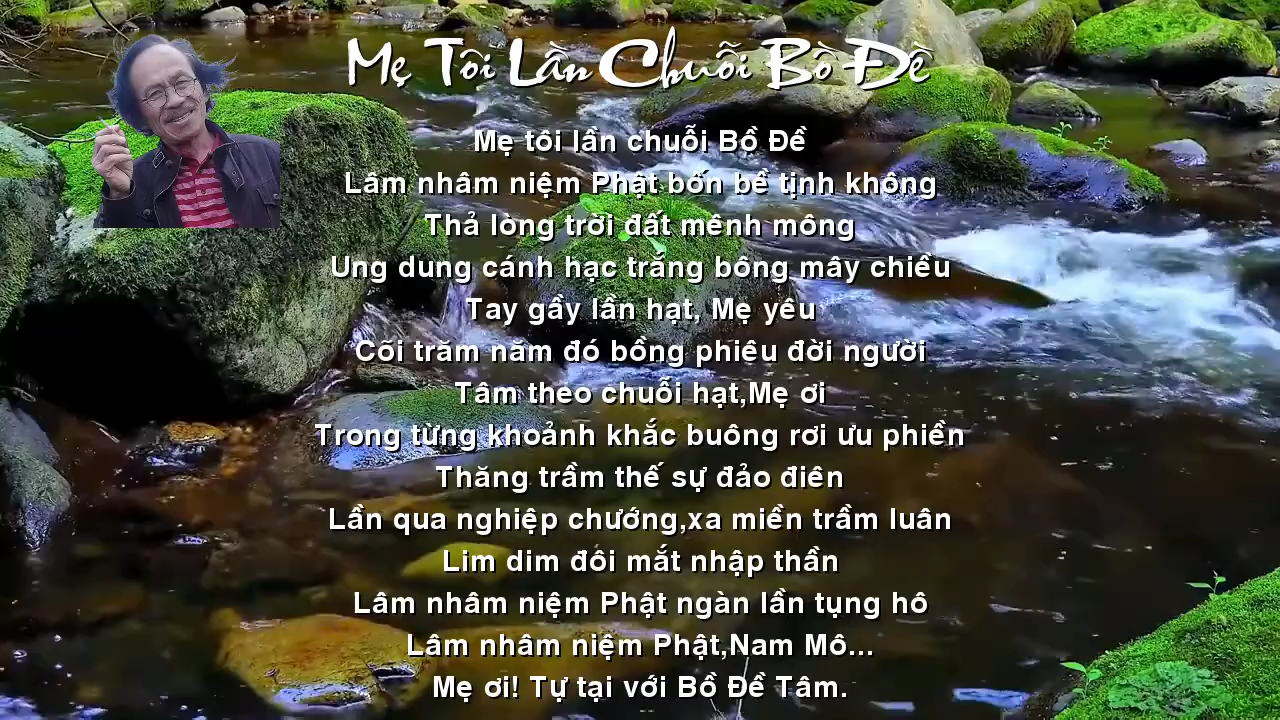 Mẹ Tôi Lần Chuỗi Bồ Đề
Mẹ tôi lần chuỗi Bồ Đề
Lâm nhâm niệm Phật bốn bề tịnh không
Thả lòng trời đất mênh mông
Ung dung cánh hạc trắng bông mây chiều
Tay gầy lần hạt, Mẹ yêu
Cõi trăm năm đó bồng phiêu đời người
Tâm theo chuỗi hạt,Mẹ ơi
Trong từng khoảnh khắc buông rơi ưu phiền
Thăng trầm thế sự đảo điên
Lần qua nghiệp chướng,xa miền trầm luân
Lim dim đôi mắt nhập thần
Lâm nhâm niệm Phật ngàn lần tụng hô
Lâm nhâm niệm Phật,Nam Mô...
Mẹ ơi! Tự tại với Bồ Đề Tâm.